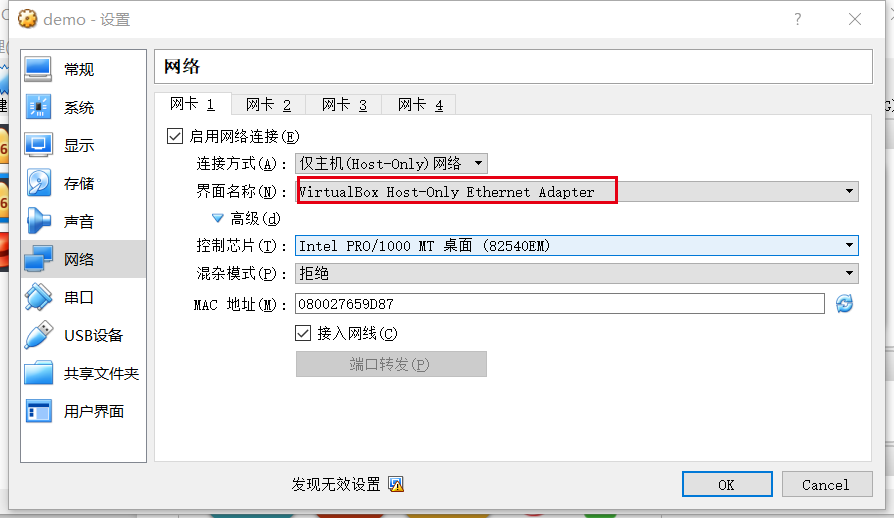 demo - 设置
?
常规
系统
显示
存储
声音
网络
串口
USB设备
共享文件夹
用户界面
网络
网卡 1 网卡 2 网卡 3 网卡 4
启用网络连接(E)
连接方式(A): 仅主机(Host-Only)网络
界面名称(N): VirtualBox Host-Only Ethernet Adapter
高级(d)
控制芯片(T): Intel PRO/1000 MT 桌面 (82540EM)
混杂模式(P): 拒绝
MAC 地址(M): 080027659D87
接入网线(C)
端口转发(P)
发现无效设置
OK Cancel